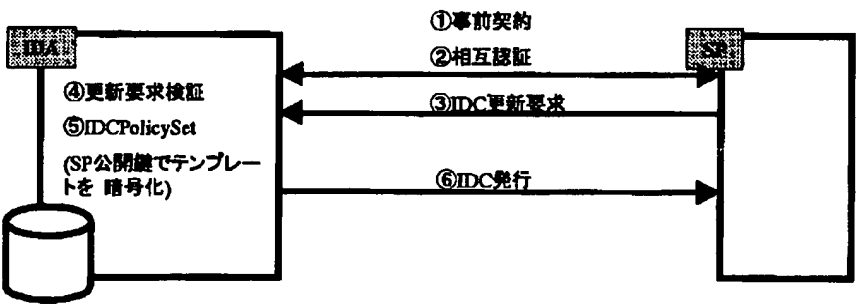 ①事前契約
IDA
SP
②相互認証
④更新要求検証
③IDC更新要求
⑤IDCPolicySet
(SP公開鍵でテンプレー
トを 暗号化)
⑥IDC発行